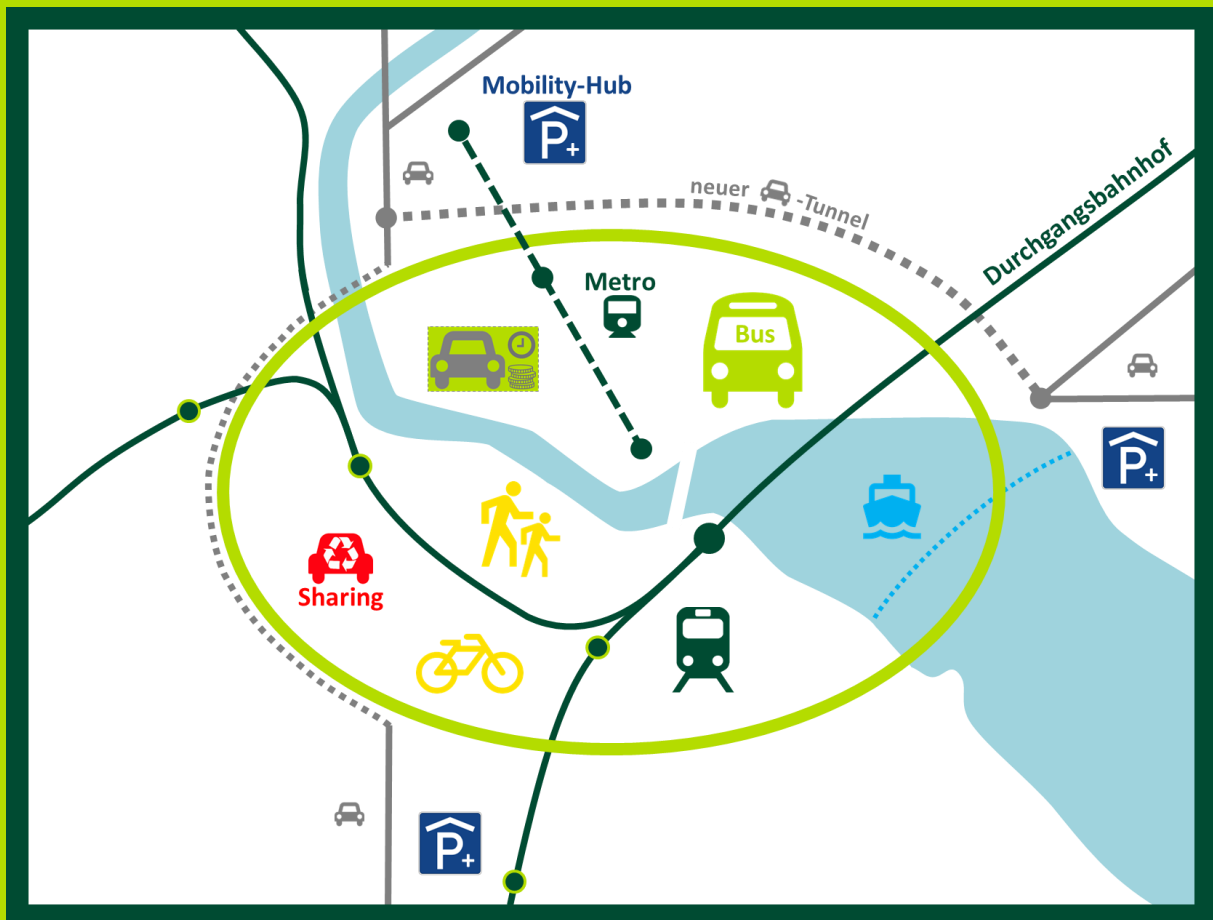 Mobility-Hub
P+
neuer -Tunnel
Durchgangsbahnhof
Metro
Bus
P+
Sharing
P+